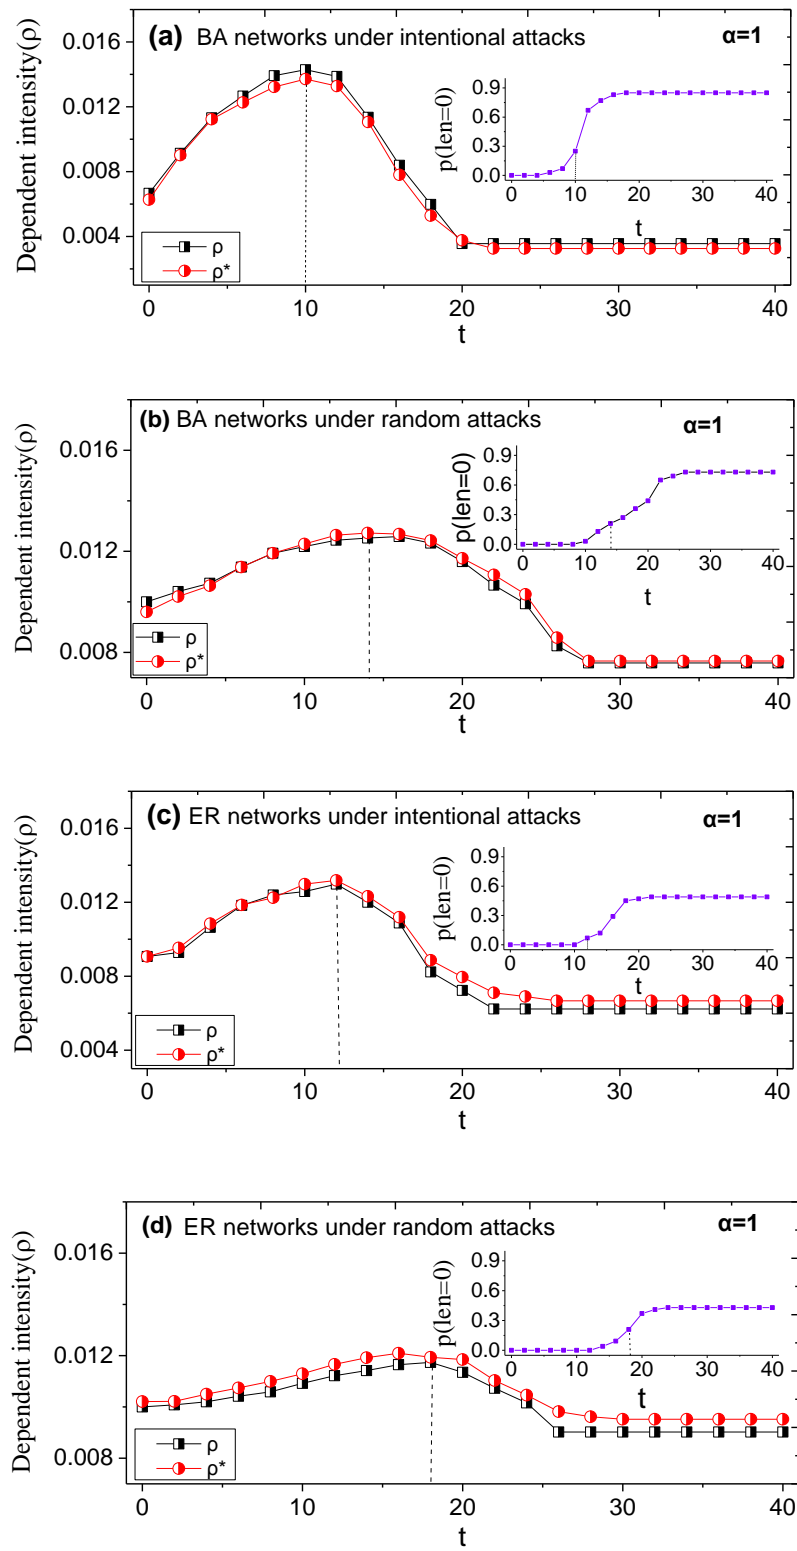 (a) BA networks under intentional attacks α=1
Dependent intensity(ρ)
0.016
0.012
0.008
0.004
ρ
ρ*
0 10 20 30 40
t
p(len=0)
0.9
0.6
0.3
0.0
0 10 20 30 40
t
(b) BA networks under random attacks α=1
Dependent intensity(ρ)
0.016
0.012
0.008
ρ
ρ*
0 10 20 30 40
t
p(len=0)
0.9
0.6
0.3
0.0
0 10 20 30 40
t
(c) ER networks under intentional attacks α=1
Dependent intensity(ρ)
0.016
0.012
0.008
0.004
ρ
ρ*
0 10 20 30 40
t
p(len=0)
0.9
0.6
0.3
0.0
0 10 20 30 40
t
(d) ER networks under random attacks α=1
Dependent intensity(ρ)
0.016
0.012
0.008
ρ
ρ*
0 10 20 30 40
t
p(len=0)
0.9
0.6
0.3
0.0
0 10 20 30 40
t